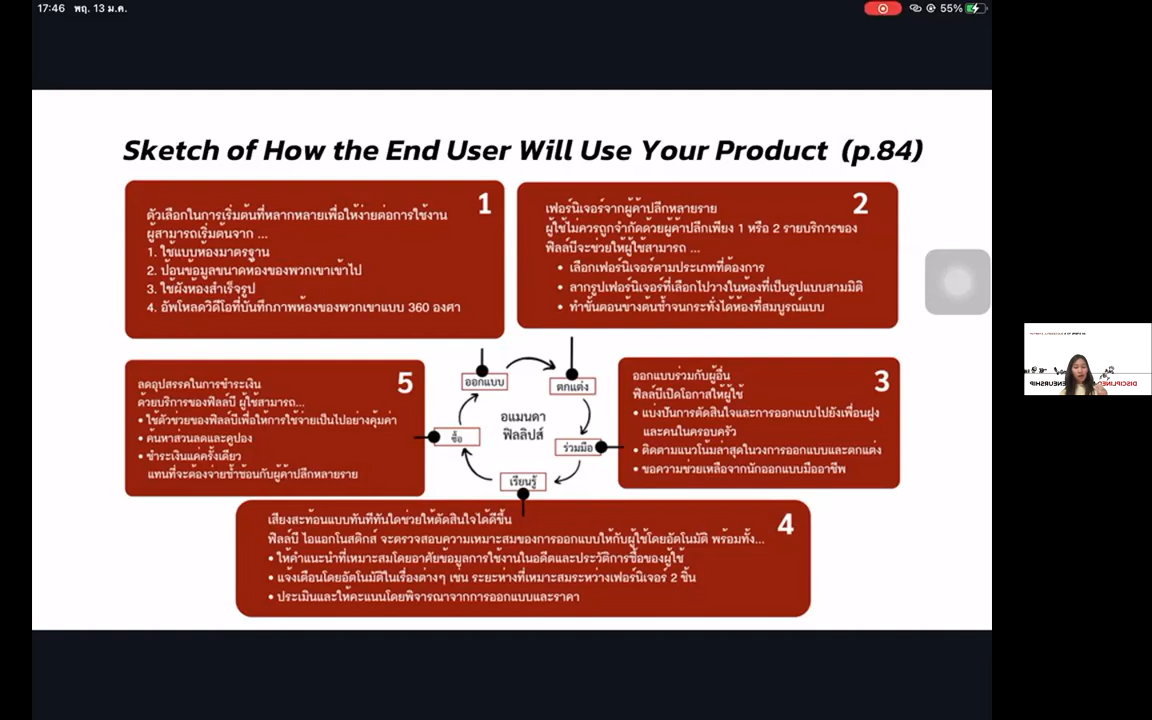 17:46 พฤ. 13 ม.ค.
55%
Sketch of How the End User Will Use Your Product (p.84)
1
ตัวเลือกในการเริ่มต้นที่หลากหลายเพื่อให้ง่ายต่อการใช้งาน
ผู้สามารถเริ่มต้นจาก ...
1. ใช้แบบห้องมาตรฐาน
2. ป้อนข้อมูลขนาดห้องของพวกเขาเข้าไป
3. ใช้ผังห้องสำเร็จรูป
4. อัพโหลดวิดีโอที่บันทึกภาพห้องของพวกเขาแบบ 360 องศา
2
เฟอร์นิเจอร์จากผู้ค้าปลีกหลายราย
ผู้ใช้ไม่ควรถูกจำกัดด้วยผู้ค้าปลีกเพียง 1 หรือ 2 รายบริการของ
ฟิลล์บีจะช่วยให้ผู้ใช้สามารถ ...
• เลือกเฟอร์นิเจอร์ตามประเภทที่ต้องการ
• ลากรูปเฟอร์นิเจอร์ที่เลือกไปวางในห้องที่เป็นรูปแบบสามมิติ
• ทำขั้นตอนข้างต้นซ้ำจนกระทั่งได้ห้องที่สมบูรณ์แบบ
ออกแบบ
ตกแต่ง
ร่วมมือ
เรียนรู้
ซื้อ
อแมนดา
ฟิลลิปส์
3
ออกแบบร่วมกับผู้อื่น
ฟิลล์บีเปิดโอกาสให้ผู้ใช้
• แบ่งปันการตัดสินใจและการออกแบบไปยังเพื่อนฝูง
และคนในครอบครัว
• ติดตามแนวโน้มล่าสุดในวงการออกแบบและตกแต่ง
• ขอความช่วยเหลือจากนักออกแบบมืออาชีพ
4
เสียงสะท้อนแบบทันทีทันใดช่วยให้ตัดสินใจได้ดีขึ้น
ฟิลล์บี ไอแอกโนสติกส์ จะตรวจสอบความเหมาะสมของการออกแบบให้กับผู้ใช้โดยอัตโนมัติ พร้อมทั้ง...
• ให้คำแนะนำที่เหมาะสมโดยอาศัยข้อมูลการใช้งานในอดีตและประวัติการซื้อของผู้ใช้
• แจ้งเตือนโดยอัตโนมัติในเรื่องต่างๆ เช่น ระยะห่างที่เหมาะสมระหว่างเฟอร์นิเจอร์ 2 ชิ้น
• ประเมินและให้คะแนนโดยพิจารณาจากการออกแบบและราคา
5
ลดอุปสรรคในการชำระเงิน
ด้วยบริการของฟิลล์บี ผู้ใช้สามารถ...
• ใช้ตัวช่วยของฟิลล์บีเพื่อให้การใช้จ่ายเป็นไปอย่างคุ้มค่า
• ค้นหาส่วนลดและคูปอง
• ชำระเงินแค่ครั้งเดียว
แทนที่จะต้องจ่ายซ้ำซ้อนกับผู้ค้าปลีกหลายราย